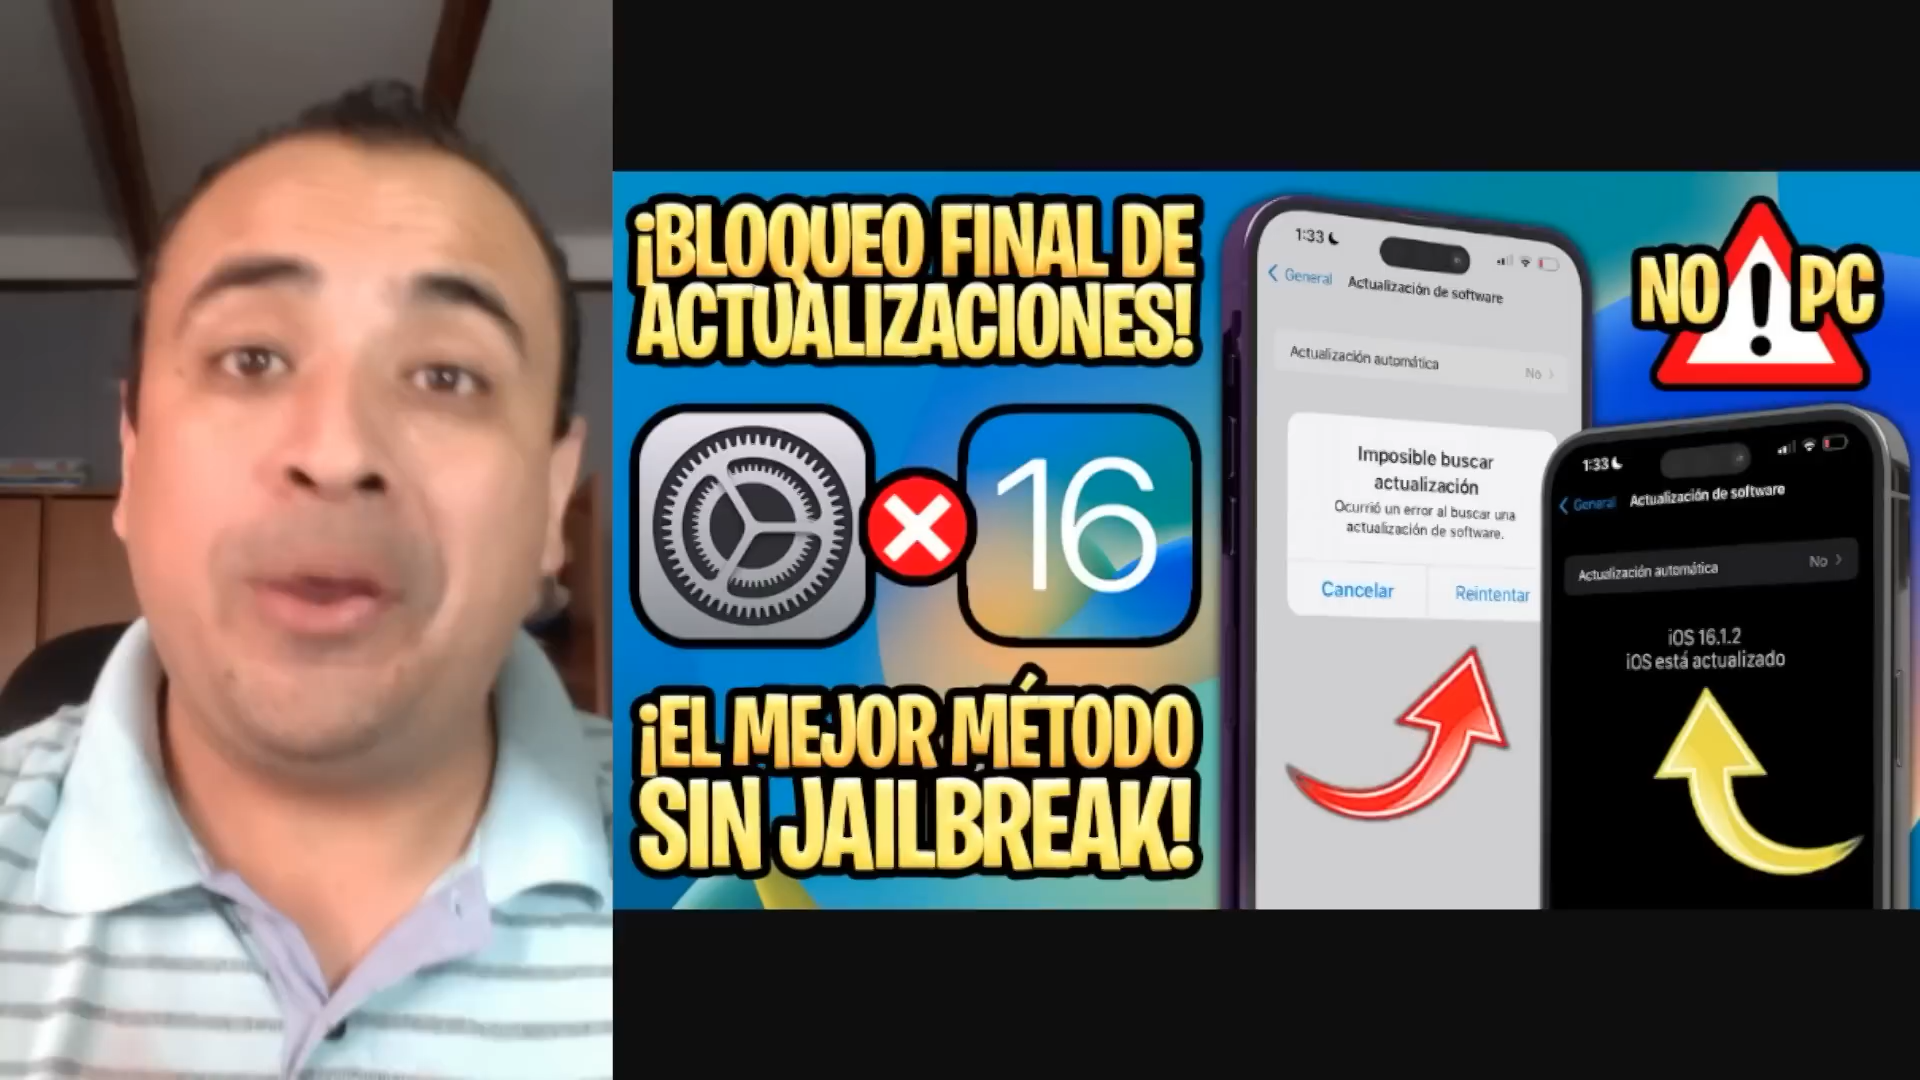 ¡BLOQUEO FINAL DE
ACTUALIZACIONES!
16
¡EL MEJOR MÉTODO
SIN JAILBREAK!
1:33
General
Actualización de software
Actualización automática
No
Imposible buscar
actualización
Ocurrió un error al buscar una
actualización de software.
Cancelar
Reintentar
NO ! PC
1:33
General
Actualización de software
Actualización automática
No
iOS 16.1.2
iOS está actualizado